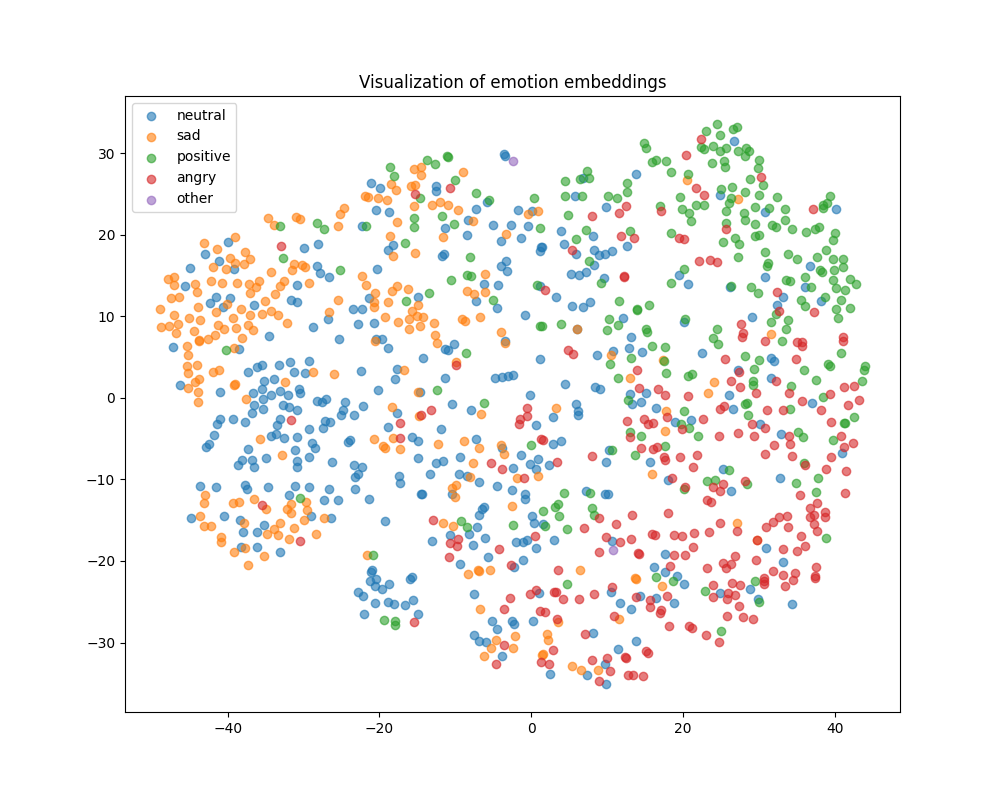 Visualization of emotion embeddings
neutral
sad
positive
angry
other
30
20
10
0
−10
−20
−30
−40
−20
0
20
40